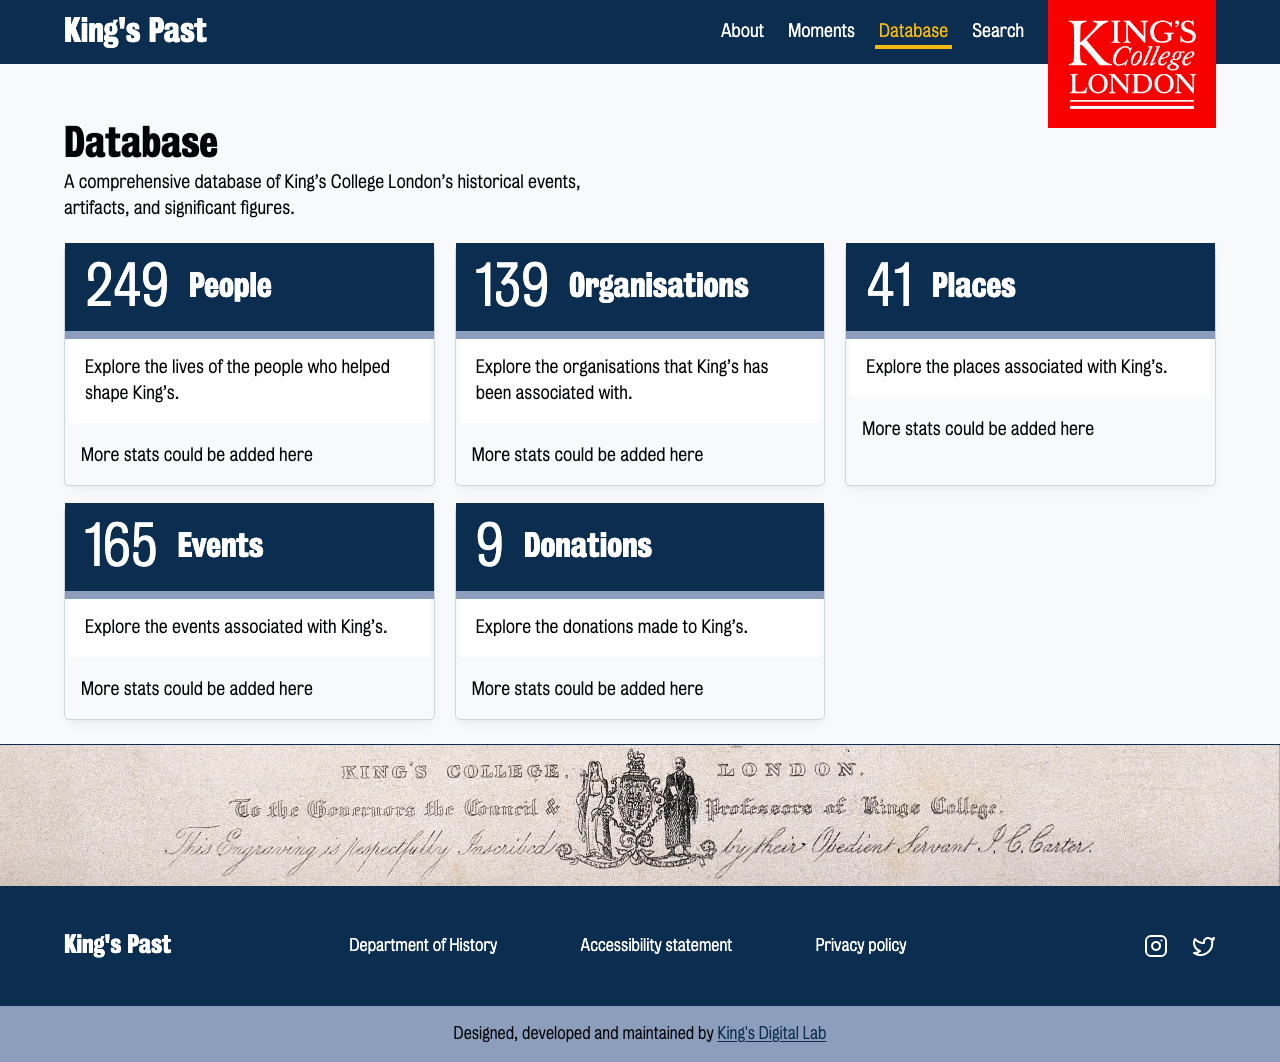 King's Past
About
Moments
Database
Search
KING'S
College
LONDON
Database
A comprehensive database of King’s College London’s historical events,
artifacts, and significant figures.
249 People
Explore the lives of the people who helped
shape King’s.
More stats could be added here
139 Organisations
Explore the organisations that King’s has
been associated with.
More stats could be added here
41 Places
Explore the places associated with King’s.
More stats could be added here
165 Events
Explore the events associated with King’s.
More stats could be added here
9 Donations
Explore the donations made to King’s.
More stats could be added here
KING'S COLLEGE, LONDON.
To the Governors the Council & Professors of Kings College.
This Engraving is respectfully Inscribed by their Obedient Servant J. C. Carter.
King's Past
Department of History
Accessibility statement
Privacy policy
Designed, developed and maintained by King's Digital Lab